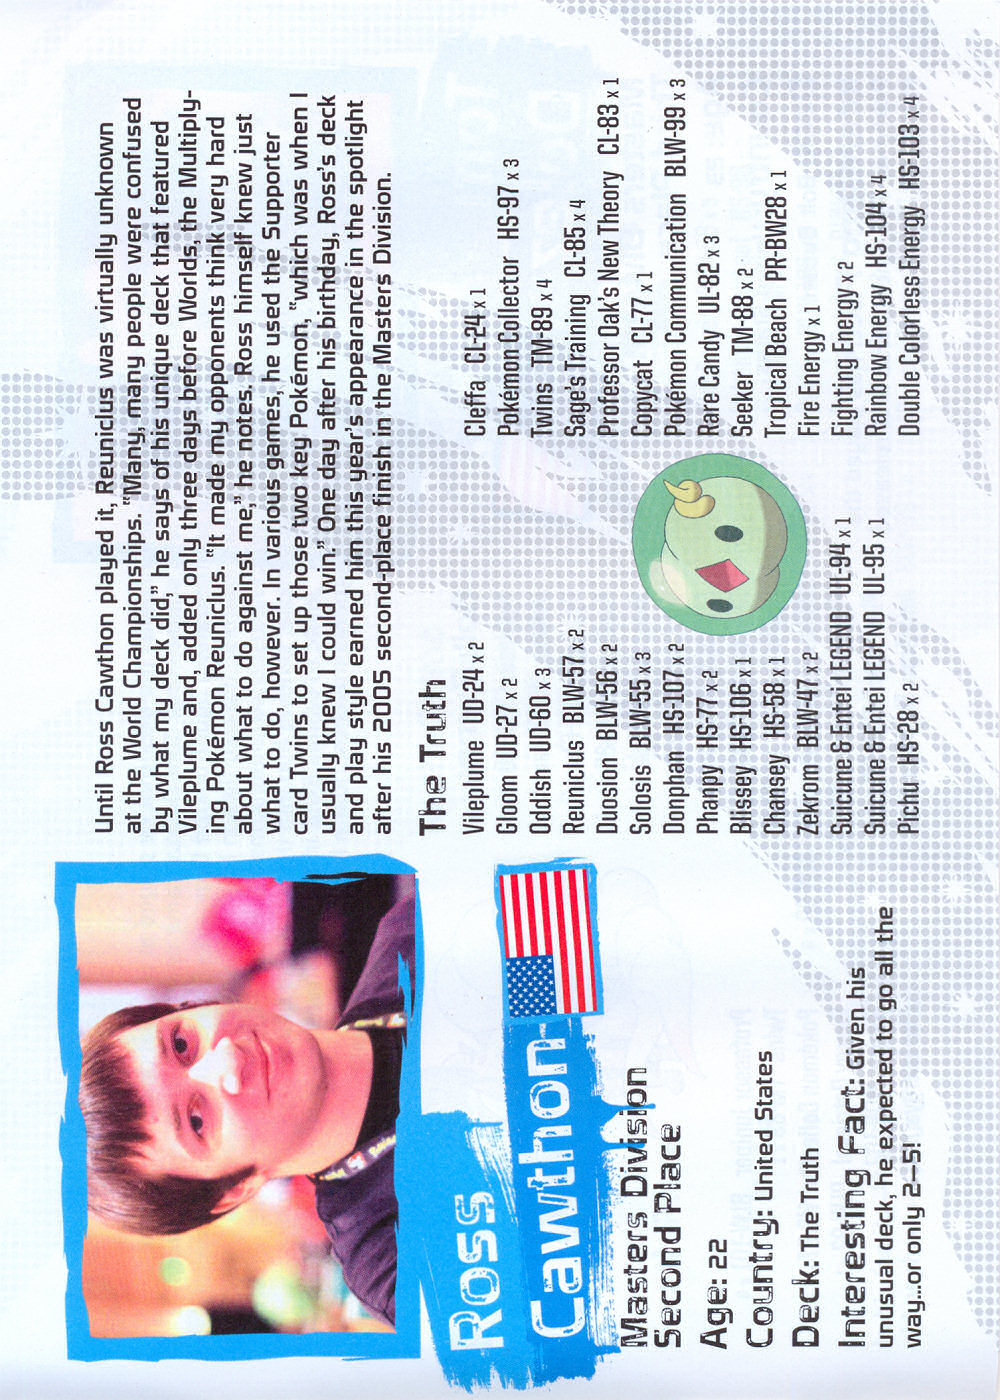 Until Ross Cawthon played it, Reuniclus was virtually unknown
at the World Championships. "Many, many people were confused
by what my deck did," he says of his unique deck that featured
Vileplume and, added only three days before Worlds, the Multiply-
ing Pokémon Reuniclus. "It made my opponents think very hard
about what to do against me," he notes. Ross himself knew just
what to do, however. In various games, he used the Supporter
card Twins to set up those two key Pokémon, "which was when I
usually knew I could win." One day after his birthday, Ross's deck
and play style earned him this year's appearance in the spotlight
after his 2005 second-place finish in the Masters Division.
Ross
Cawthon
Masters Division
Second Place
Age: 22
Country: United States
Deck: The Truth
Interesting Fact: Given his
unusual deck, he expected to go all the
way...or only 2–5!
The Truth
Vileplume UD-24 x 2
Gloom UD-27 x 2
Oddish UD-60 x 3
Reuniclus BLW-57 x 2
Duosion BLW-56 x 2
Solosis BLW-55 x 3
Donphan HS-107 x 2
Phanpy HS-77 x 2
Blissey HS-106 x 1
Chansey HS-58 x 1
Zekrom BLW-47 x 2
Suicune & Entei LEGEND UL-94 x 1
Suicune & Entei LEGEND UL-95 x 1
Pichu HS-28 x 2
Cleffa CL-24 x 1
Pokémon Collector HS-97 x 3
Twins TM-89 x 4
Sage's Training CL-85 x 4
Professor Oak's New Theory CL-83 x 1
Copycat CL-77 x 1
Pokémon Communication BLW-99 x 3
Rare Candy UL-82 x 3
Seeker TM-88 x 2
Tropical Beach PR-BW28 x 1
Fire Energy x 1
Fighting Energy x 2
Rainbow Energy HS-104 x 4
Double Colorless Energy HS-103 x 4